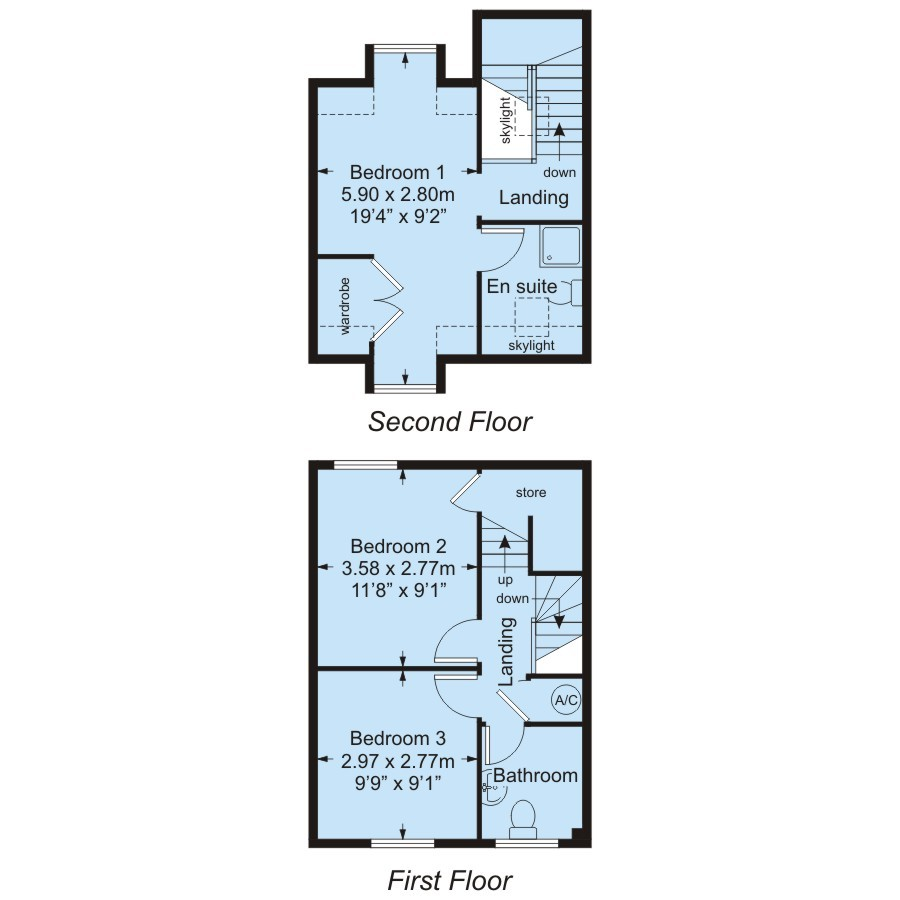 skylight
down
Bedroom 1
5.90 x 2.80m
19’4” x 9’2”
Landing
wardrobe
En suite
skylight
Second Floor
store
Bedroom 2
3.58 x 2.77m
11’8” x 9’1”
up
down
Landing
A/C
Bedroom 3
2.97 x 2.77m
9’9” x 9’1”
Bathroom
First Floor